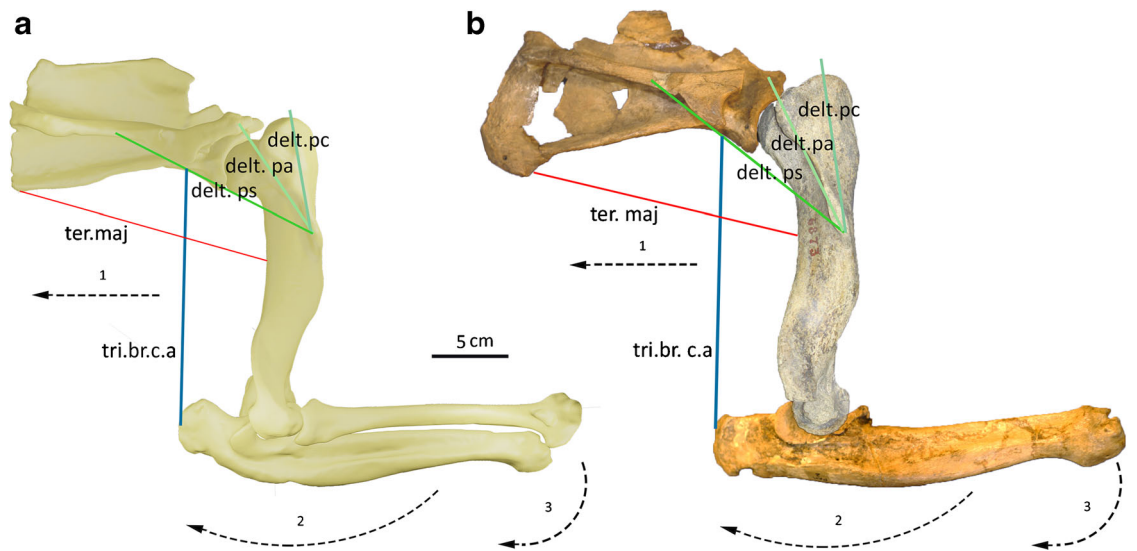 a
delt.pc
delt. pa
delt. ps
ter.maj
1
tri.br.c.a
5 cm
2
3
b
delt.pc
delt.pa
delt. ps
ter. maj
1
tri.br. c.a
2
3